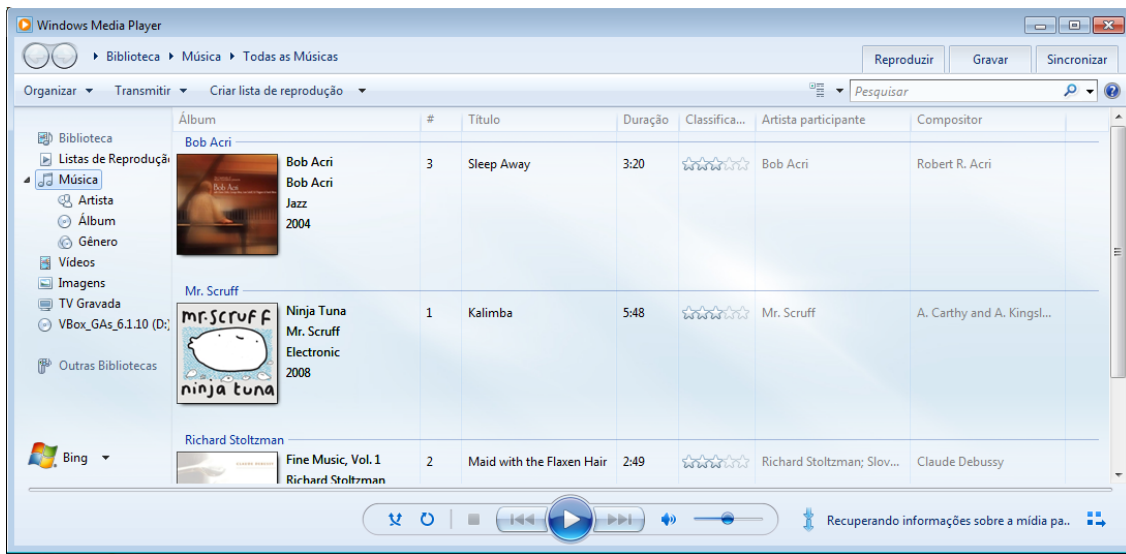 Windows Media Player
Biblioteca Música Todas as Músicas
Reproduzir Gravar Sincronizar
Organizar Transmitir Criar lista de reprodução Pesquisar
Álbum # Título Duração Classifica... Artista participante Compositor
Biblioteca
Listas de Reproduçã
Música
Artista
Álbum
Gênero
Vídeos
Imagens
TV Gravada
VBox_GAs_6.1.10 (D:)
Outras Bibliotecas
Bing
Bob Acri
Bob Acri 3 Sleep Away 3:20 Bob Acri Robert R. Acri
Bob Acri
Jazz
2004
Bob Acri
Mr. Scruff
Ninja Tuna 1 Kalimba 5:48 Mr. Scruff A. Carthy and A. Kingsl...
Mr. Scruff
Electronic
2008
mr.scruff
ninja tuna
Richard Stoltzman
Fine Music, Vol. 1 2 Maid with the Flaxen Hair 2:49 Richard Stoltzman; Slov... Claude Debussy
Richard Stoltzman
Recuperando informações sobre a mídia pa..